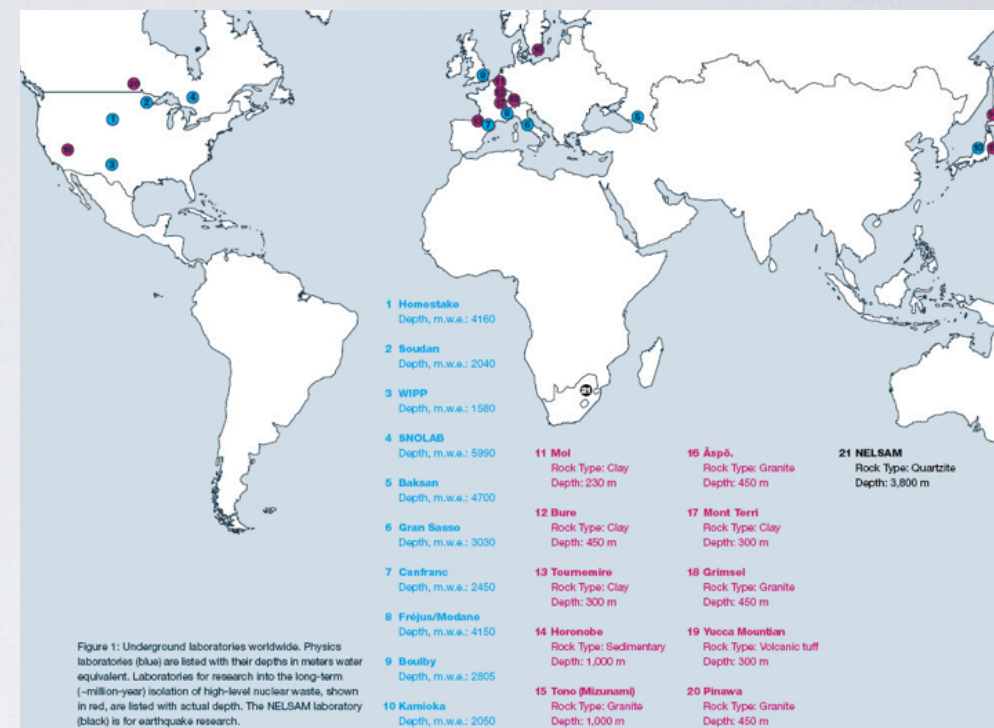 1 Homestake
Depth, m.w.e.: 4160
2 Soudan
Depth, m.w.e.: 2040
3 WIPP
Depth, m.w.e.: 1580
4 SNOLAB
Depth, m.w.e.: 5990
5 Baksan
Depth, m.w.e.: 4700
6 Gran Sasso
Depth, m.w.e.: 3030
7 Canfranc
Depth, m.w.e.: 2450
8 Fréjus/Modane
Depth, m.w.e.: 4150
9 Boulby
Depth, m.w.e.: 2805
10 Kamioka
Depth, m.w.e.: 2050
11 Mol
Rock Type: Clay
Depth: 230 m
12 Bure
Rock Type: Clay
Depth: 450 m
13 Tournemire
Rock Type: Clay
Depth: 300 m
14 Horonobe
Rock Type: Sedimentary
Depth: 1,000 m
15 Tono (Mizunami)
Rock Type: Granite
Depth: 1,000 m
16 Äspö.
Rock Type: Granite
Depth: 450 m
17 Mont Terri
Rock Type: Clay
Depth: 300 m
18 Grimsel
Rock Type: Granite
Depth: 450 m
19 Yucca Mountian
Rock Type: Volcanic tuff
Depth: 300 m
20 Pinawa
Rock Type: Granite
Depth: 450 m
21 NELSAM
Rock Type: Quartzite
Depth: 3,800 m
Figure 1: Underground laboratories worldwide. Physics
laboratories (blue) are listed with their depths in meters water
equivalent. Laboratories for research into the long-term
(~million-year) isolation of high-level nuclear waste, shown
in red, are listed with actual depth. The NELSAM laboratory
(black) is for earthquake research.